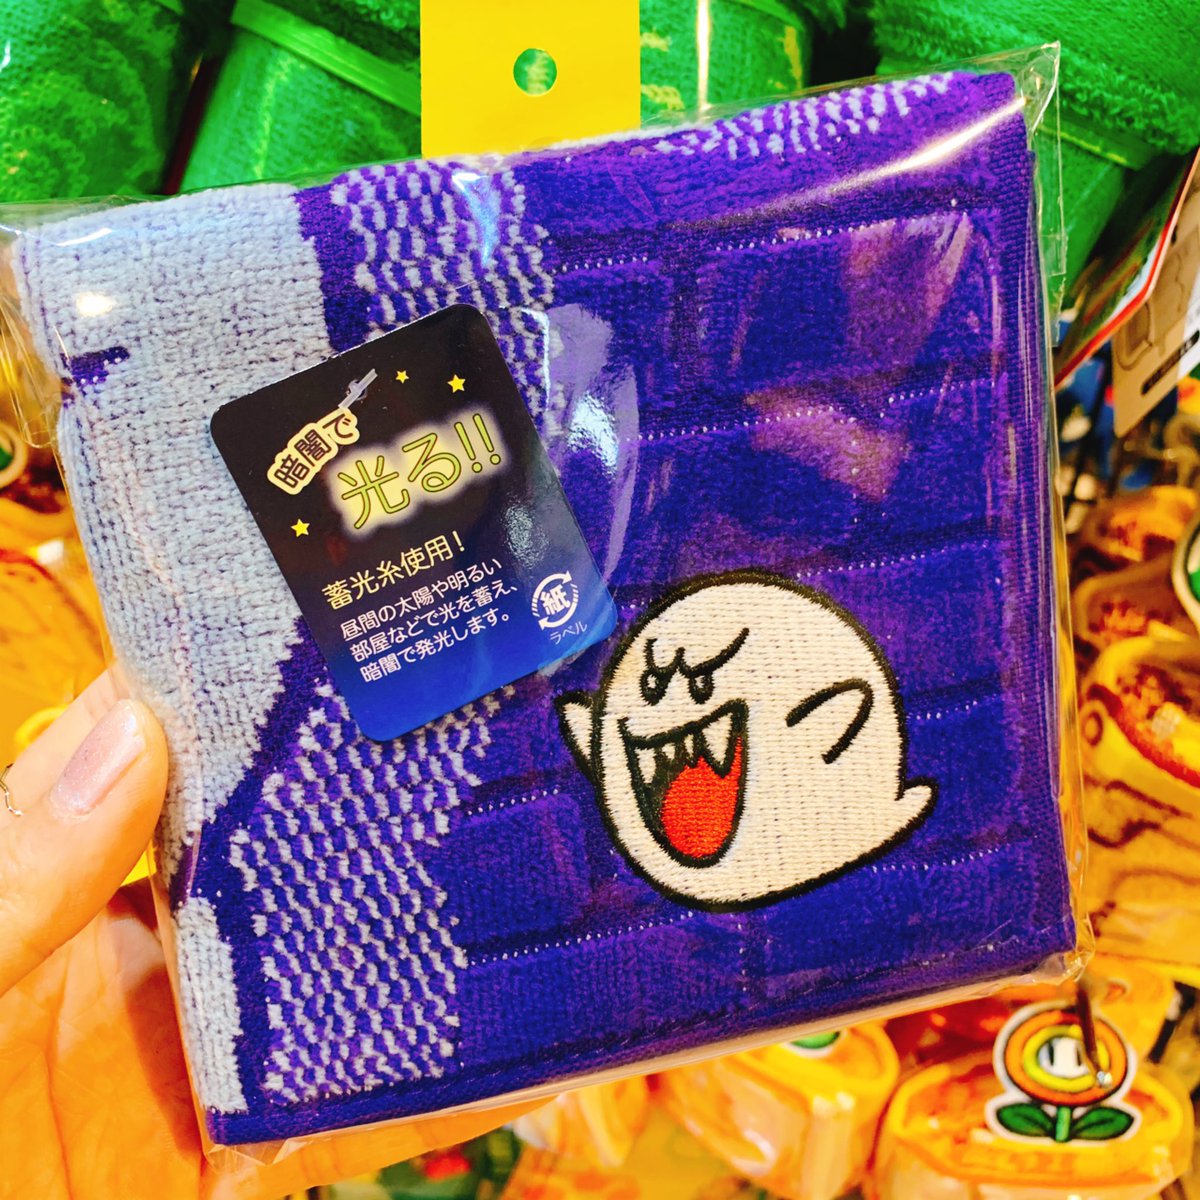 暗闇で
光る!!
蓄光糸使用!
昼間の太陽や明るい
部屋などで光を蓄え、
暗闇で発光します。
紙
ラベル